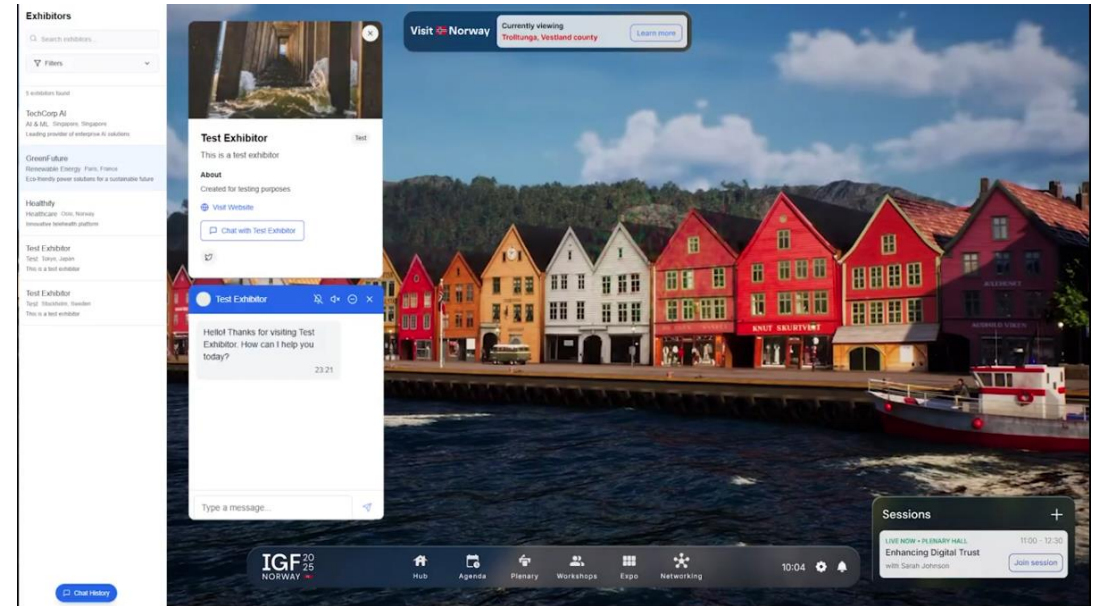 Exhibitors
Search exhibitors...
Filters
5 exhibitors found
TechCorp AI
AI & ML Singapore, Singapore
Leading provider of enterprise AI solutions
GreenFuture
Renewable Energy Paris, France
Eco-friendly power solutions for a sustainable future
Healthify
Healthcare Oslo, Norway
Innovative telehealth platform
Test Exhibitor
Test Tokyo, Japan
This is a test exhibitor
Test Exhibitor
Test Stockholm, Sweden
This is a test exhibitor
Chat History
Test Exhibitor
Test
This is a test exhibitor
About
Created for testing purposes
Visit Website
Chat with Test Exhibitor
Test Exhibitor
Hello! Thanks for visiting Test
Exhibitor. How can I help you
today?
23:21
Type a message...
Visit Norway
Currently viewing
Trolltunga, Vestland county
Learn more
KNUT SKURTVEIT
Sessions
LIVE NOW • PLENARY HALL
11:00 - 12:30
Enhancing Digital Trust
with Sarah Johnson
Join session
IGF 20
25
NORWAY
Hub
Agenda
Plenary
Workshops
Expo
Networking
10:04